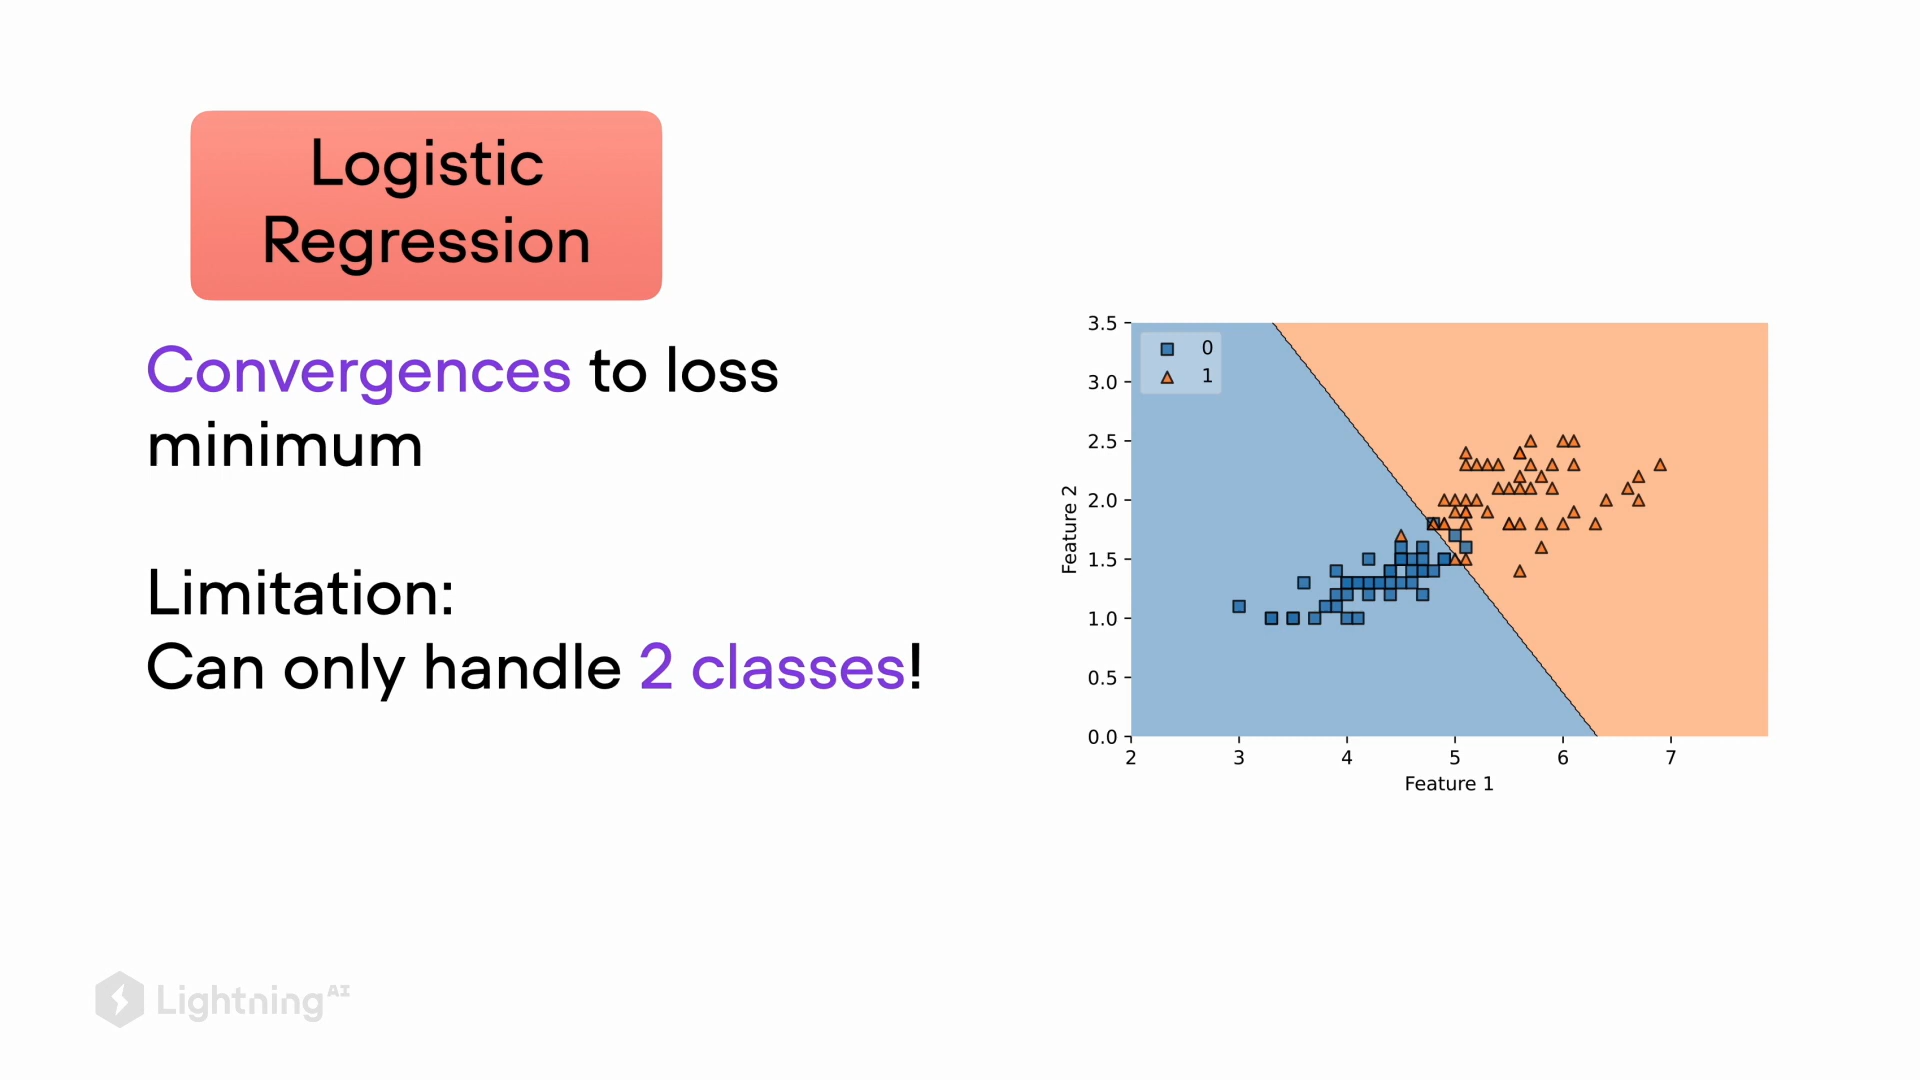 Logistic
Regression
Convergences to loss
minimum
Limitation:
Can only handle 2 classes!
0
1
3.5
3.0
2.5
2.0
1.5
1.0
0.5
0.0
Feature 2
2 3 4 5 6 7
Feature 1
Lightning AI